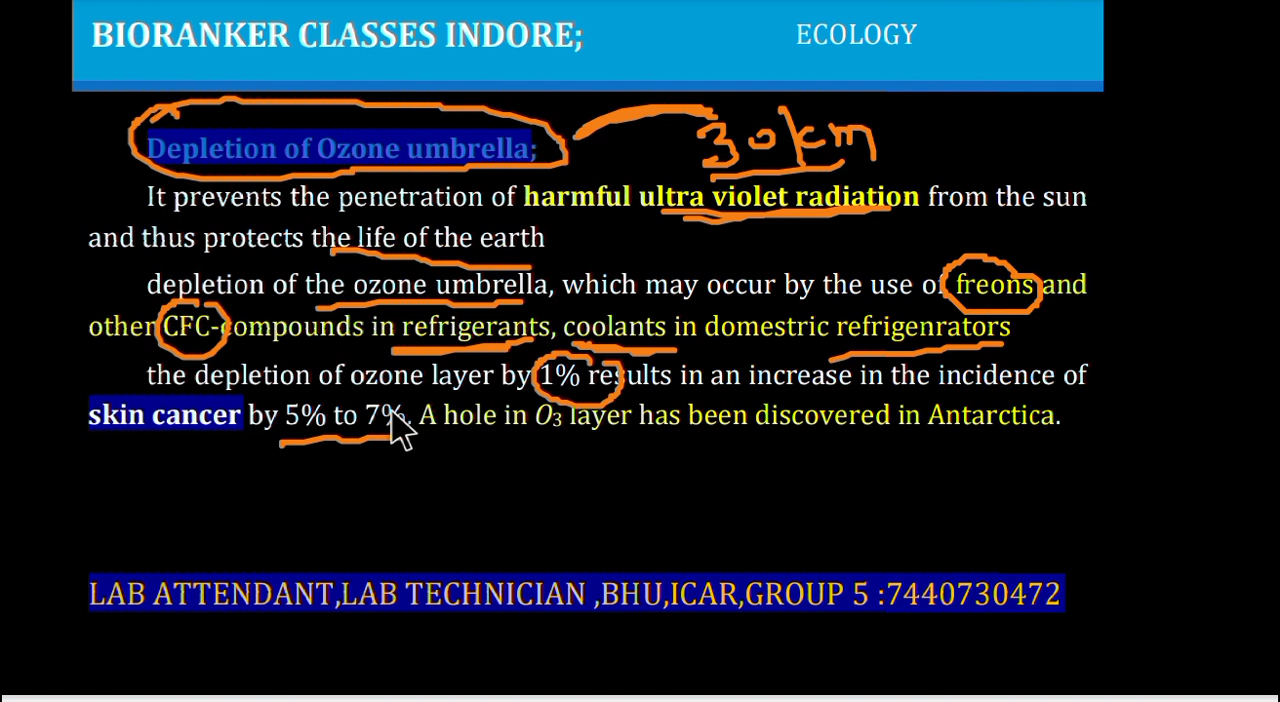 BIORANKER CLASSES INDORE; ECOLOGY
Depletion of Ozone umbrella; 30 km
It prevents the penetration of harmful ultra violet radiation from the sun
and thus protects the life of the earth
depletion of the ozone umbrella, which may occur by the use of freons and
other CFC-compounds in refrigerants, coolants in domestic refrigenrators
the depletion of ozone layer by 1% results in an increase in the incidence of
skin cancer by 5% to 7%. A hole in O3 layer has been discovered in Antarctica.
LAB ATTENDANT,LAB TECHNICIAN ,BHU,ICAR,GROUP 5 :7440730472